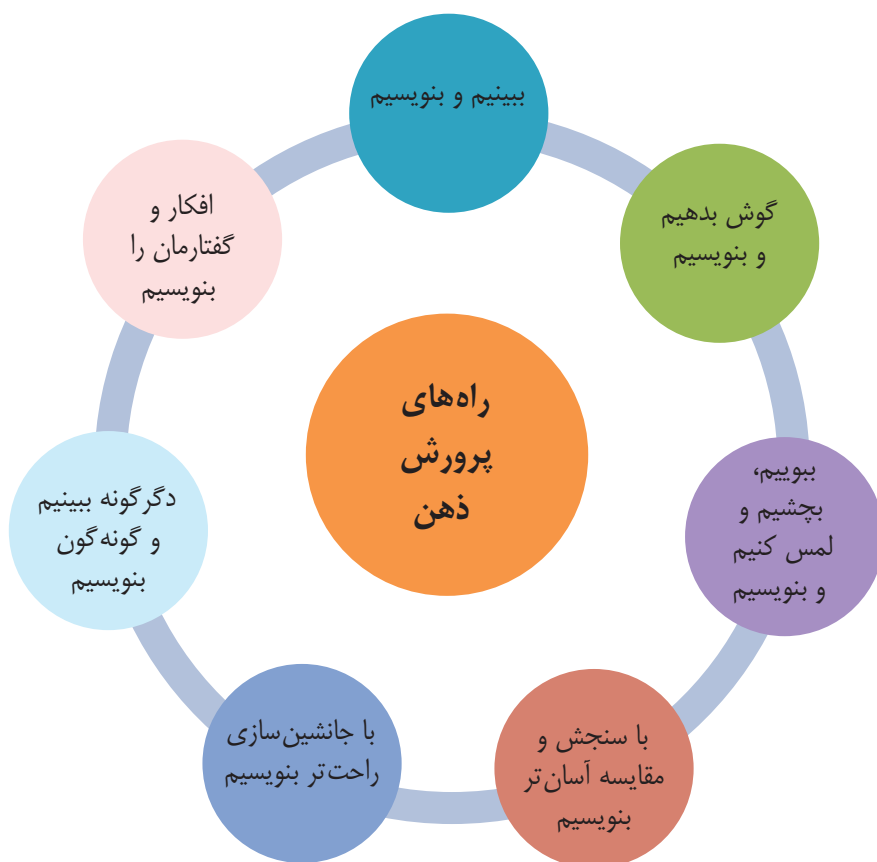 ببینیم و بنویسیم
گوش بدهیم
و بنویسیم
ببوییم،
بچشیم و
لمس کنیم
و بنویسیم
با سنجش و
مقایسه آسان‌تر
بنویسیم
با جانشین‌سازی
راحت‌تر بنویسیم
دگرگونه ببینیم
و گونه‌گون
بنویسیم
افکار و
گفتارمان را
بنویسیم
راه‌های
پرورش
ذهن